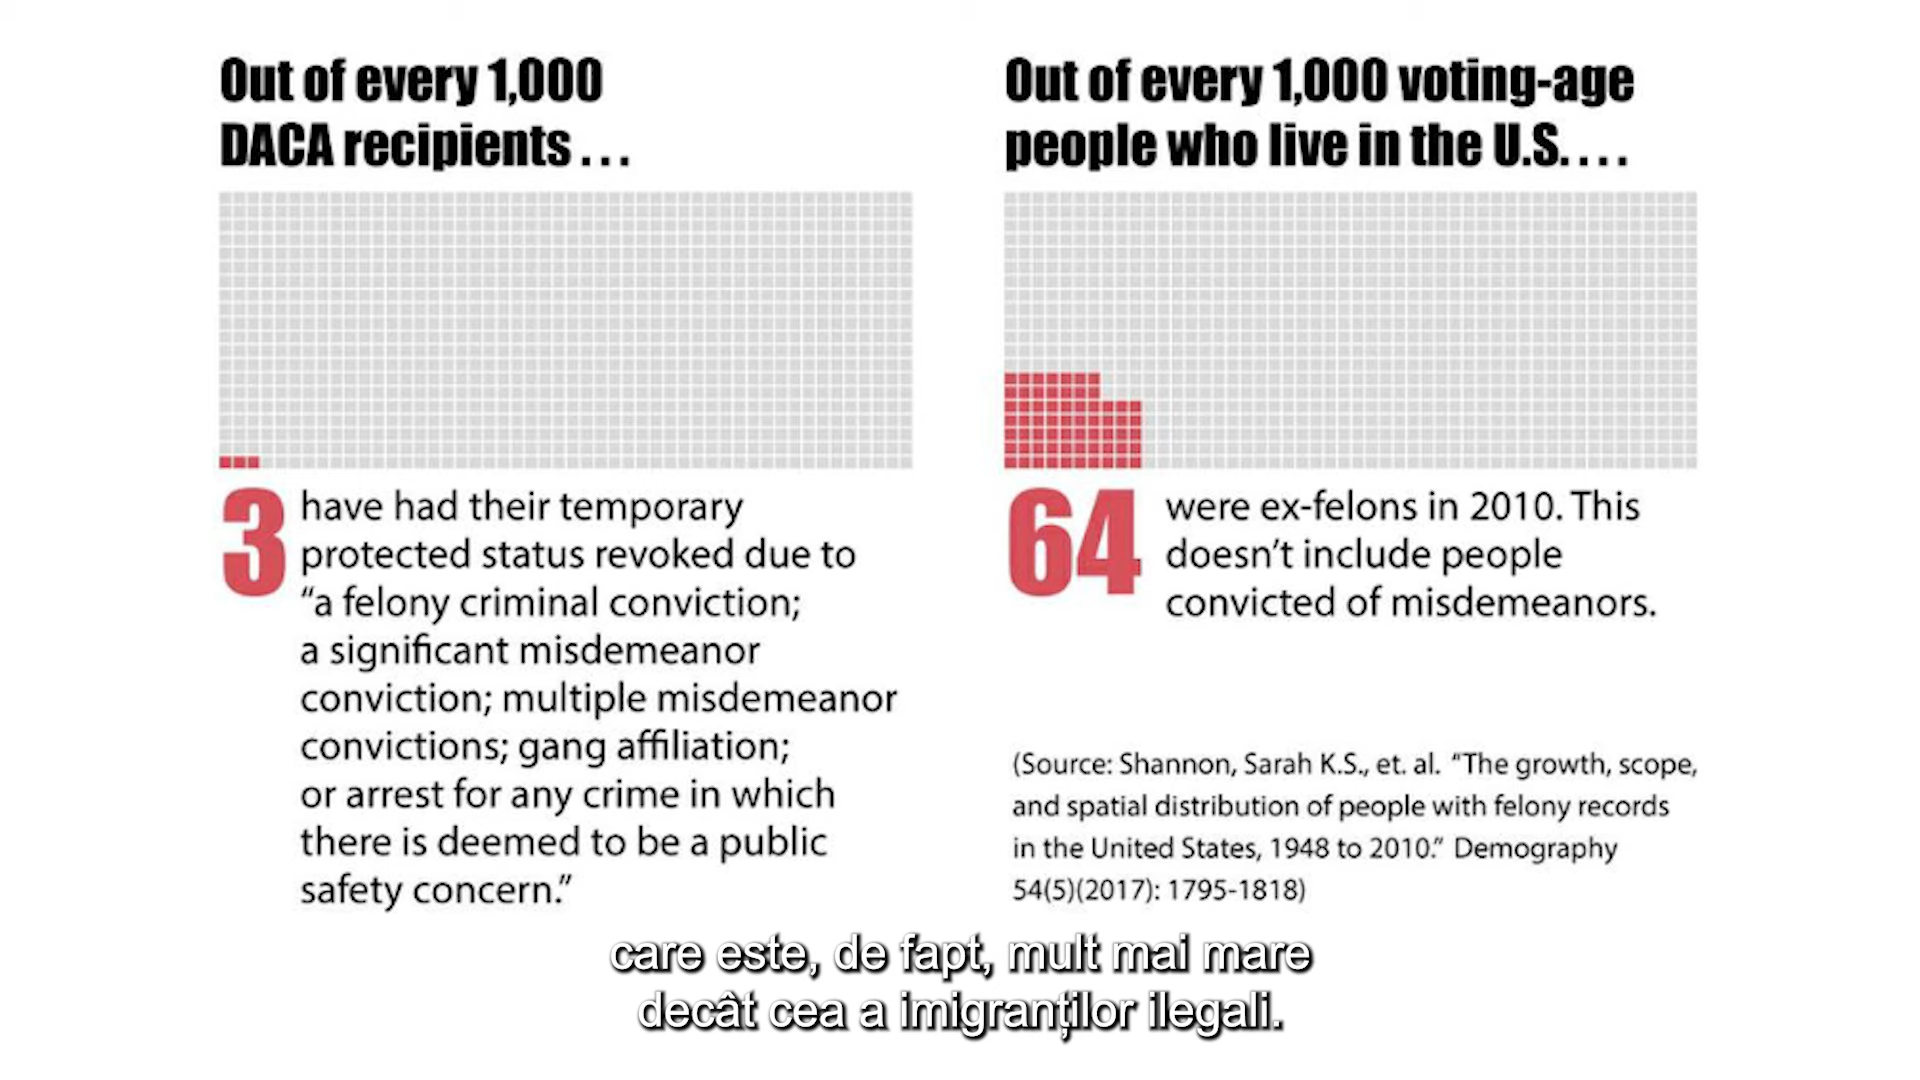 Out of every 1,000
DACA recipients . . .
3
have had their temporary
protected status revoked due to
“a felony criminal conviction;
a significant misdemeanor
conviction; multiple misdemeanor
convictions; gang affiliation;
or arrest for any crime in which
there is deemed to be a public
safety concern.”
Out of every 1,000 voting-age
people who live in the U.S. . . .
64
were ex-felons in 2010. This
doesn’t include people
convicted of misdemeanors.
(Source: Shannon, Sarah K.S., et. al. “The growth, scope,
and spatial distribution of people with felony records
in the United States, 1948 to 2010.” Demography
54(5)(2017): 1795-1818)
care este, de fapt, mult mai mare
decât cea a imigranților ilegali.